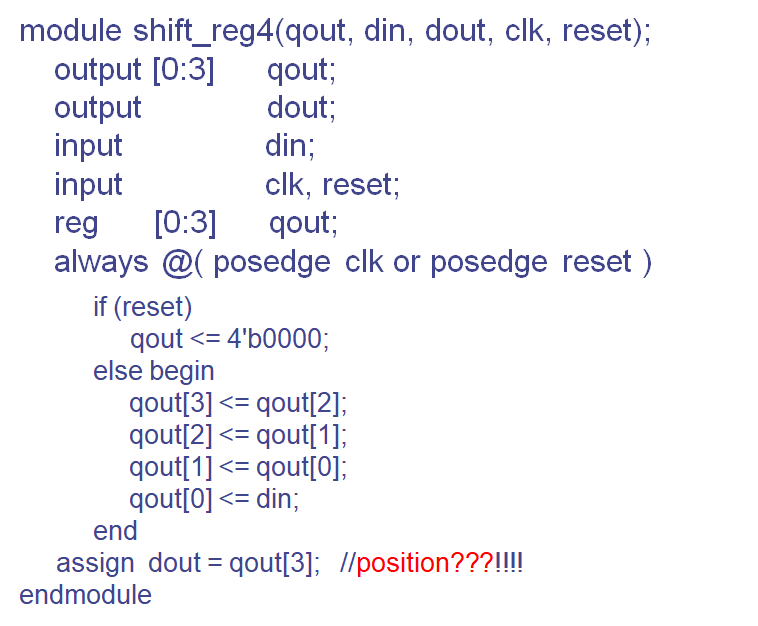 module shift_reg4(qout, din, dout, clk, reset);
output [0:3] qout;
output dout;
input din;
input clk, reset;
reg [0:3] qout;
always @( posedge clk or posedge reset )
if (reset)
qout <= 4'b0000;
else begin
qout[3] <= qout[2];
qout[2] <= qout[1];
qout[1] <= qout[0];
qout[0] <= din;
end
assign dout = qout[3]; //position???!!!!
endmodule